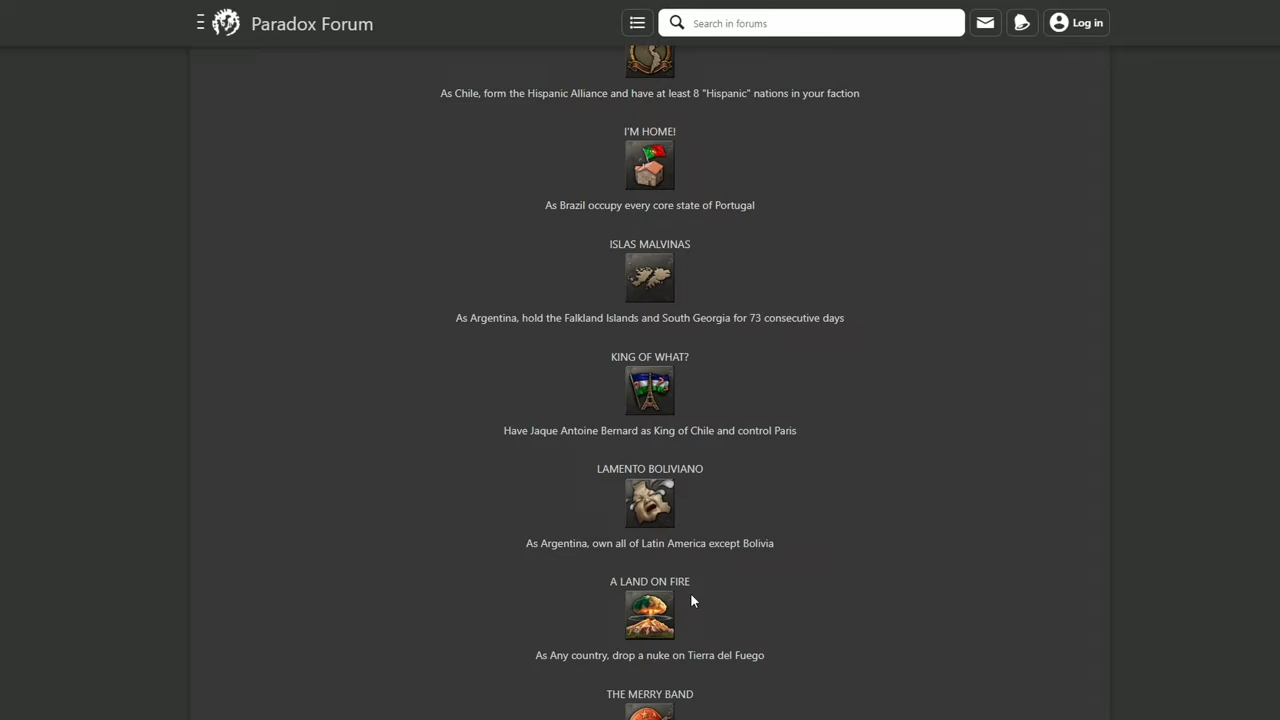 Paradox Forum
Search in forums
Log in
As Chile, form the Hispanic Alliance and have at least 8 "Hispanic" nations in your faction
I'M HOME!
As Brazil occupy every core state of Portugal
ISLAS MALVINAS
As Argentina, hold the Falkland Islands and South Georgia for 73 consecutive days
KING OF WHAT?
Have Jaque Antoine Bernard as King of Chile and control Paris
LAMENTO BOLIVIANO
As Argentina, own all of Latin America except Bolivia
A LAND ON FIRE
As Any country, drop a nuke on Tierra del Fuego
THE MERRY BAND